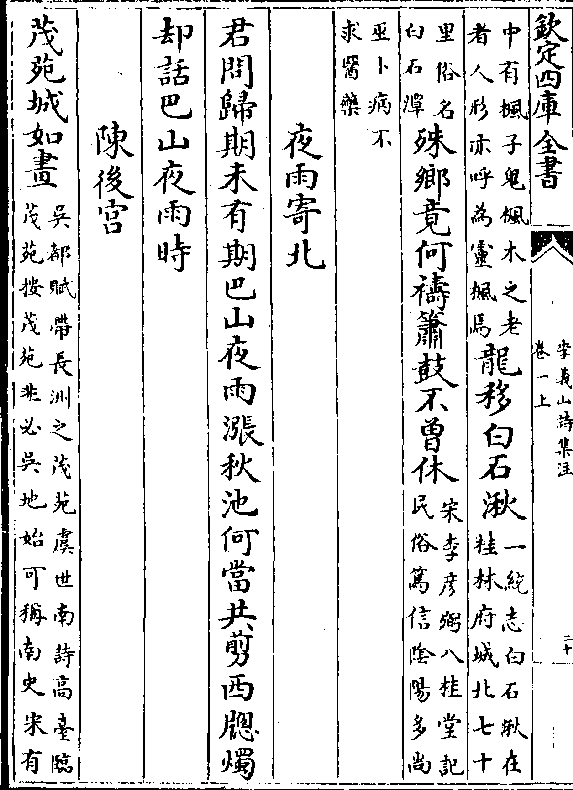 欽定四庫全書
李義山詩集注
卷一上
二十
中有楓子鬼楓木之老
者人形亦呼為靈楓焉
龍移白石湫
一統志白石湫在
桂林府城北七十
里俗名
白石潭
殊鄉竟何禱簫鼓不曾休
宋李彦弼八桂堂記
民俗篤信陰陽多尚
巫卜病不
求醫藥
夜雨寄北
君問歸期未有期巴山夜雨漲秋池何當共剪西牕燭
却話巴山夜雨時
陳後宮
茂苑城如畫
吳都賦帶長洲之茂苑虞世南詩高臺臨
茂苑按茂苑非必吳地始可稱南史宋有